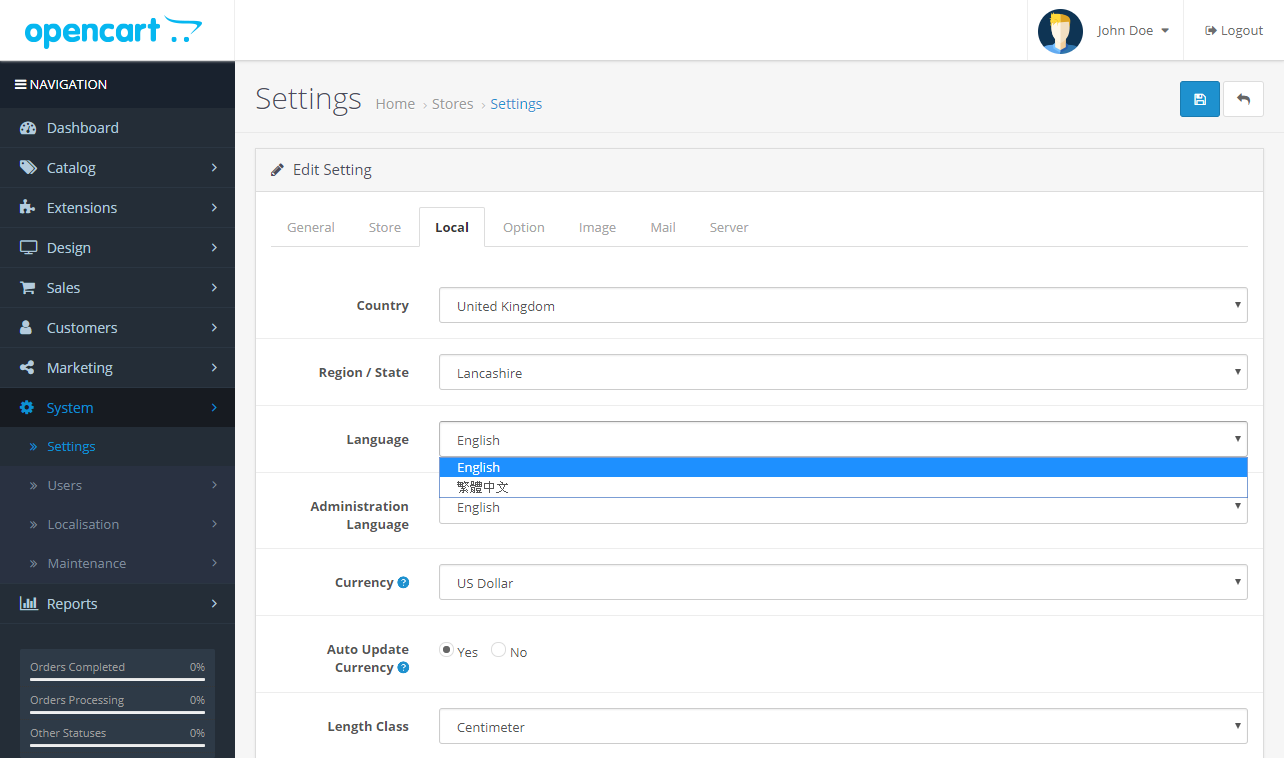 opencart
John Doe
Logout
NAVIGATION
Dashboard
Catalog
Extensions
Design
Sales
Customers
Marketing
System
Settings
Users
Localisation
Maintenance
Reports
Orders Completed 0%
Orders Processing 0%
Other Statuses 0%
Settings Home › Stores › Settings
Edit Setting
General Store Local Option Image Mail Server
Country United Kingdom
Region / State Lancashire
Language English
English
繁體中文
Administration
Language
English
Currency ? US Dollar
Auto Update
Currency ?
Yes No
Length Class Centimeter